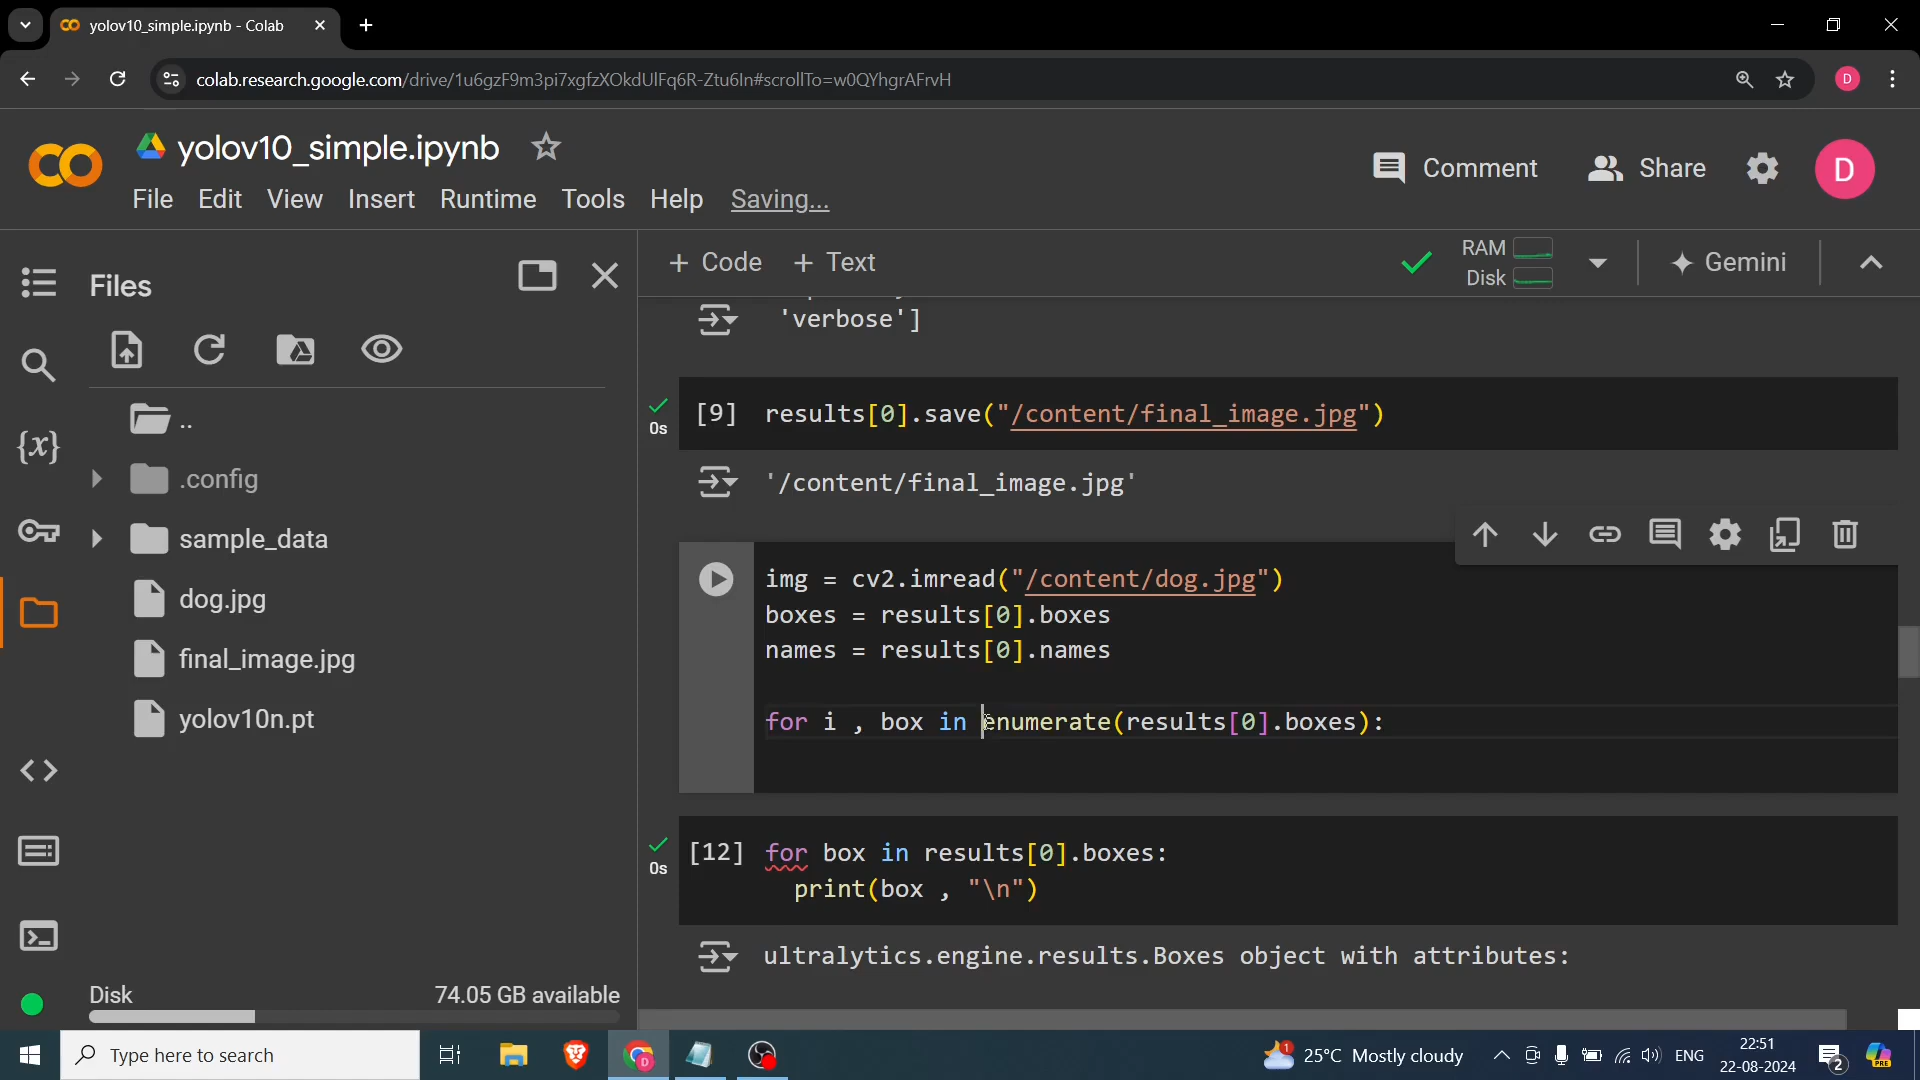 yolov10_simple.ipynb - Colab
colab.research.google.com/drive/1u6gzF9m3pi7xgfzXOkdUlFq6R-Ztu6In#scrollTo=w0QYhgrAFrvH
D
yolov10_simple.ipynb
Comment
Share
D
File Edit View Insert Runtime Tools Help Saving...
Files
+ Code + Text
RAM
Disk
Gemini
'verbose']
..
.config
sample_data
dog.jpg
final_image.jpg
yolov10n.pt
Disk 74.05 GB available
0s
[9] results[0].save("/content/final_image.jpg")
'/content/final_image.jpg'
img = cv2.imread("/content/dog.jpg")
boxes = results[0].boxes
names = results[0].names
for i , box in enumerate(results[0].boxes):
0s
[12] for box in results[0].boxes:
print(box , "\n")
ultralytics.engine.results.Boxes object with attributes:
Type here to search
D
1
25°C Mostly cloudy
ENG
22:51
22-08-2024
2
PRE